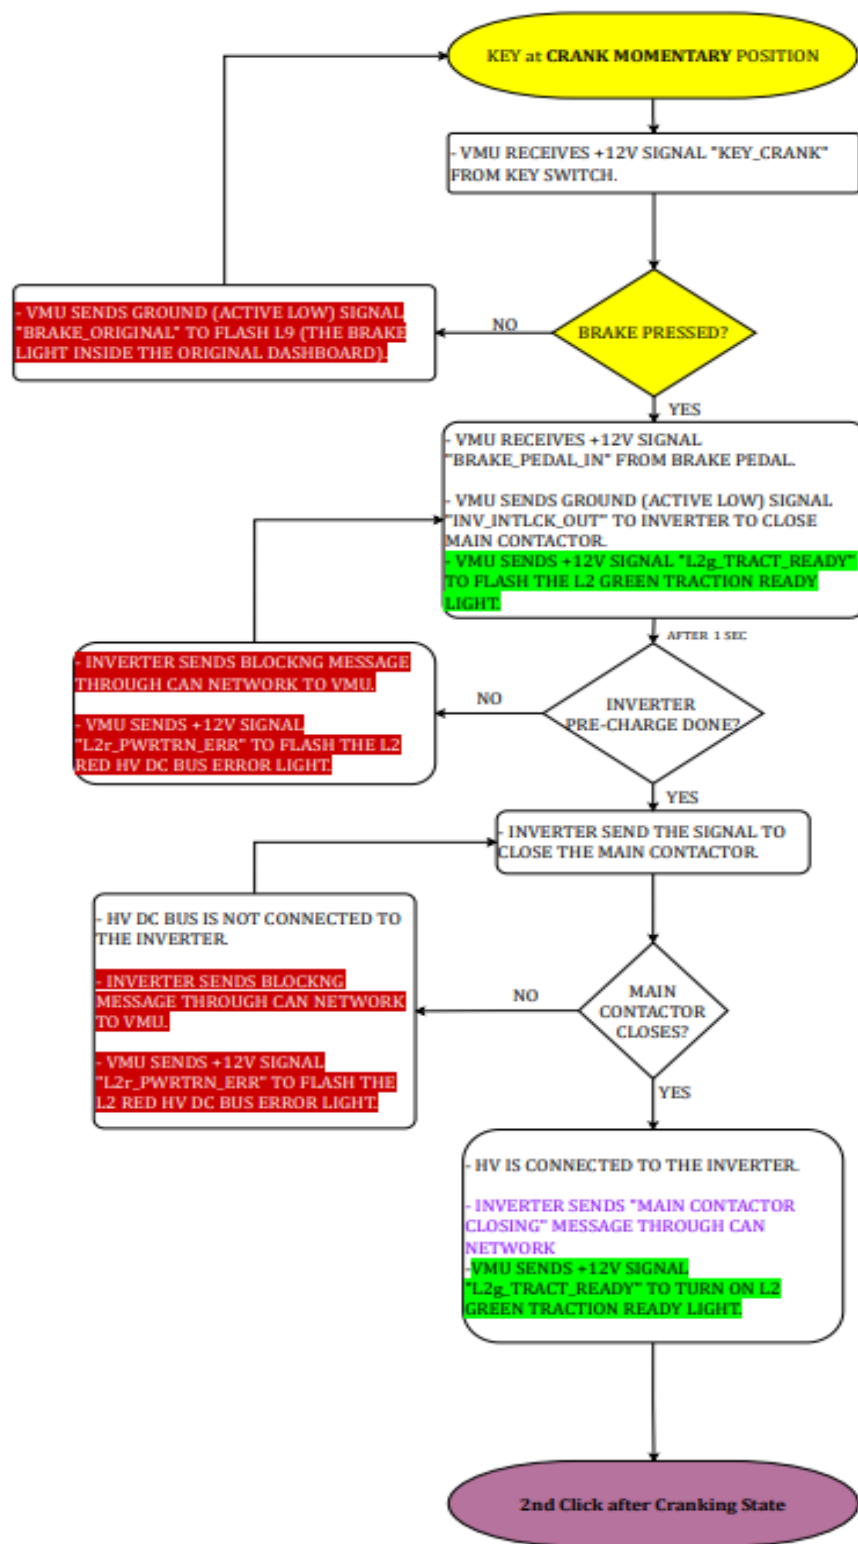 KEY at CRANK MOMENTARY POSITION
- VMU RECEIVES +12V SIGNAL "KEY_CRANK"
FROM KEY SWITCH.
BRAKE PRESSED?
NO
- VMU SENDS GROUND (ACTIVE LOW) SIGNAL
"BRAKE_ORIGINAL" TO FLASH L9 (THE BRAKE
LIGHT INSIDE THE ORIGINAL DASHBOARD).
YES
- VMU RECEIVES +12V SIGNAL
"BRAKE_PEDAL_IN" FROM BRAKE PEDAL.
- VMU SENDS GROUND (ACTIVE LOW) SIGNAL
"INV_INTLCK_OUT" TO INVERTER TO CLOSE
MAIN CONTACTOR.
- VMU SENDS +12V SIGNAL "L2g_TRACT_READY"
TO FLASH THE L2 GREEN TRACTION READY
LIGHT.
AFTER 1 SEC
INVERTER
PRE-CHARGE DONE?
NO
- INVERTER SENDS BLOCKNG MESSAGE
THROUGH CAN NETWORK TO VMU.
- VMU SENDS +12V SIGNAL
"L2r_PWRTRN_ERR" TO FLASH THE L2
RED HV DC BUS ERROR LIGHT.
YES
- INVERTER SEND THE SIGNAL TO
CLOSE THE MAIN CONTACTOR.
MAIN
CONTACTOR
CLOSES?
NO
- HV DC BUS IS NOT CONNECTED TO
THE INVERTER.
- INVERTER SENDS BLOCKNG
MESSAGE THROUGH CAN NETWORK
TO VMU.
- VMU SENDS +12V SIGNAL
"L2r_PWRTRN_ERR" TO FLASH THE
L2 RED HV DC BUS ERROR LIGHT.
YES
- HV IS CONNECTED TO THE INVERTER.
- INVERTER SENDS "MAIN CONTACTOR
CLOSING" MESSAGE THROUGH CAN
NETWORK
-VMU SENDS +12V SIGNAL
"L2g_TRACT_READY" TO TURN ON L2
GREEN TRACTION READY LIGHT.
2nd Click after Cranking State